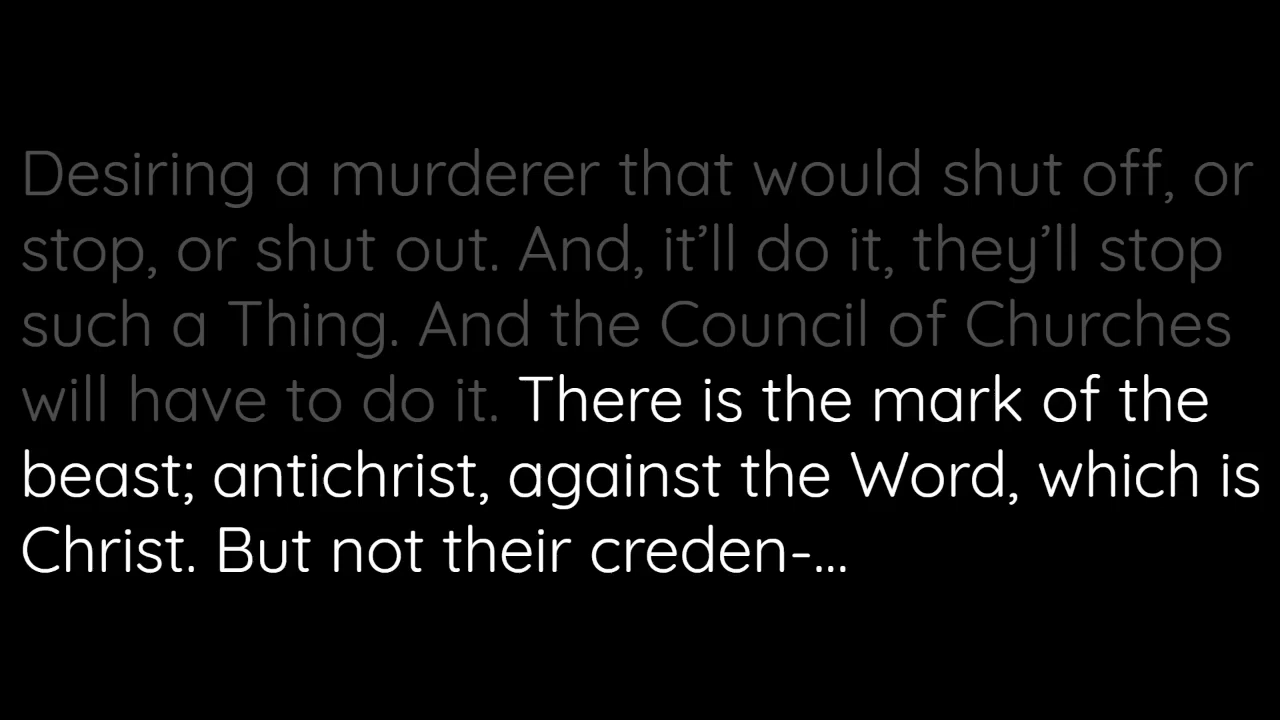 Desiring a murderer that would shut off, or
stop, or shut out. And, it’ll do it, they’ll stop
such a Thing. And the Council of Churches
will have to do it. There is the mark of the
beast; antichrist, against the Word, which is
Christ. But not their creden-...